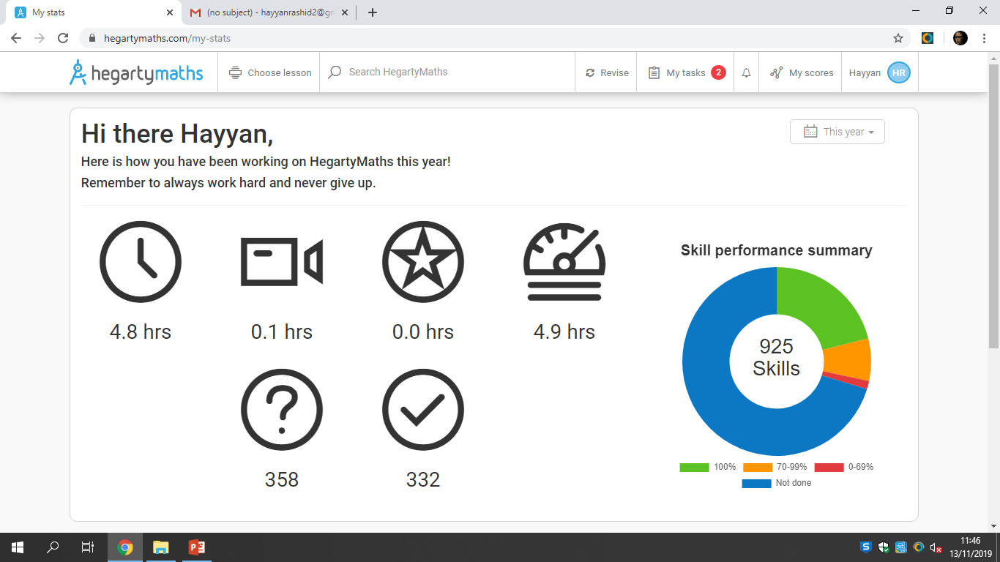 My stats
(no subject) - hayyanrashid2@gm
hegartymaths.com/my-stats
hegartymaths
Choose lesson
Search HegartyMaths
Revise
My tasks 2
My scores
Hayyan HR
Hi there Hayyan,
This year
Here is how you have been working on HegartyMaths this year!
Remember to always work hard and never give up.
4.8 hrs
0.1 hrs
0.0 hrs
4.9 hrs
358
332
Skill performance summary
925
Skills
100% 70-99% 0-69%
Not done
11:46
13/11/2019